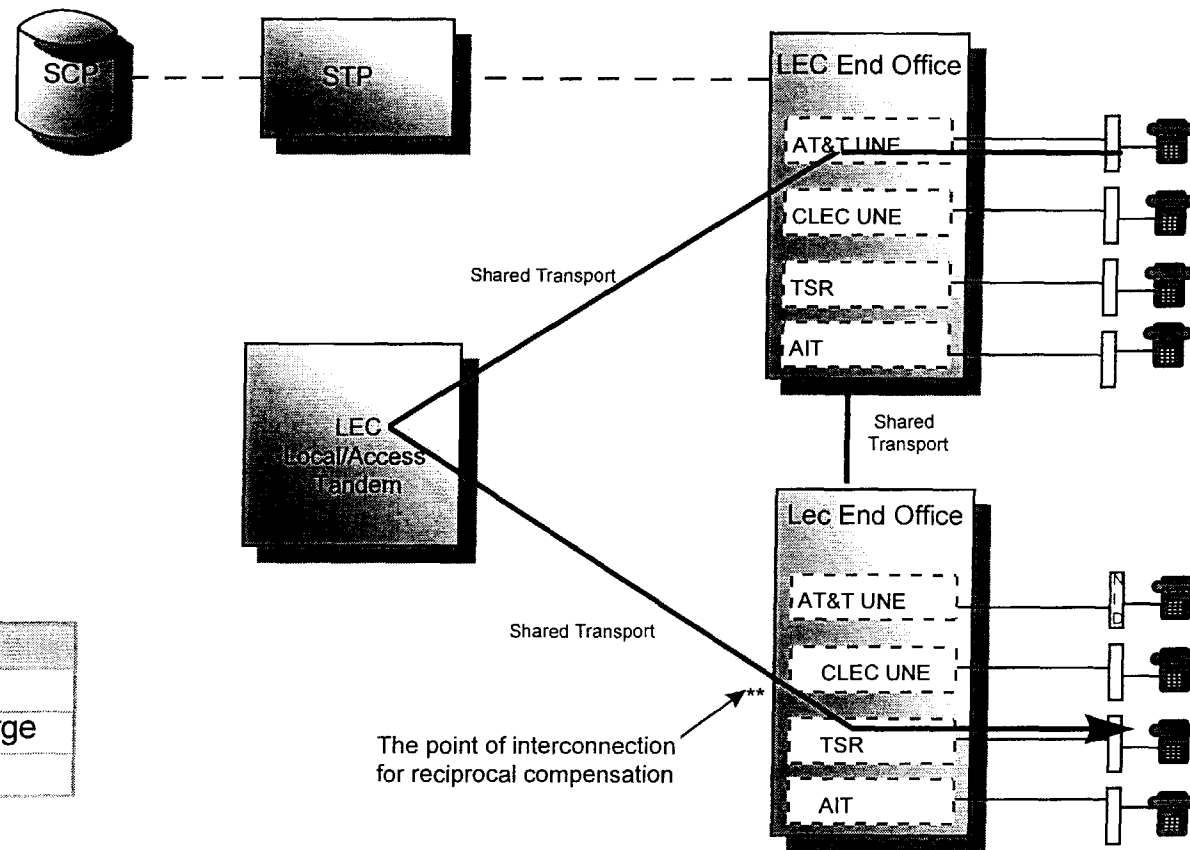 SCP
STP
LEC End Office
AT&T UNE
CLEC UNE
TSR
AIT
Shared Transport
LEC
Local/Access
Tandem
Shared
Transport
Lec End Office
AT&T UNE
CLEC UNE
TSR
AIT
NID
Shared Transport
**
The point of interconnection
for reciprocal compensation
rge